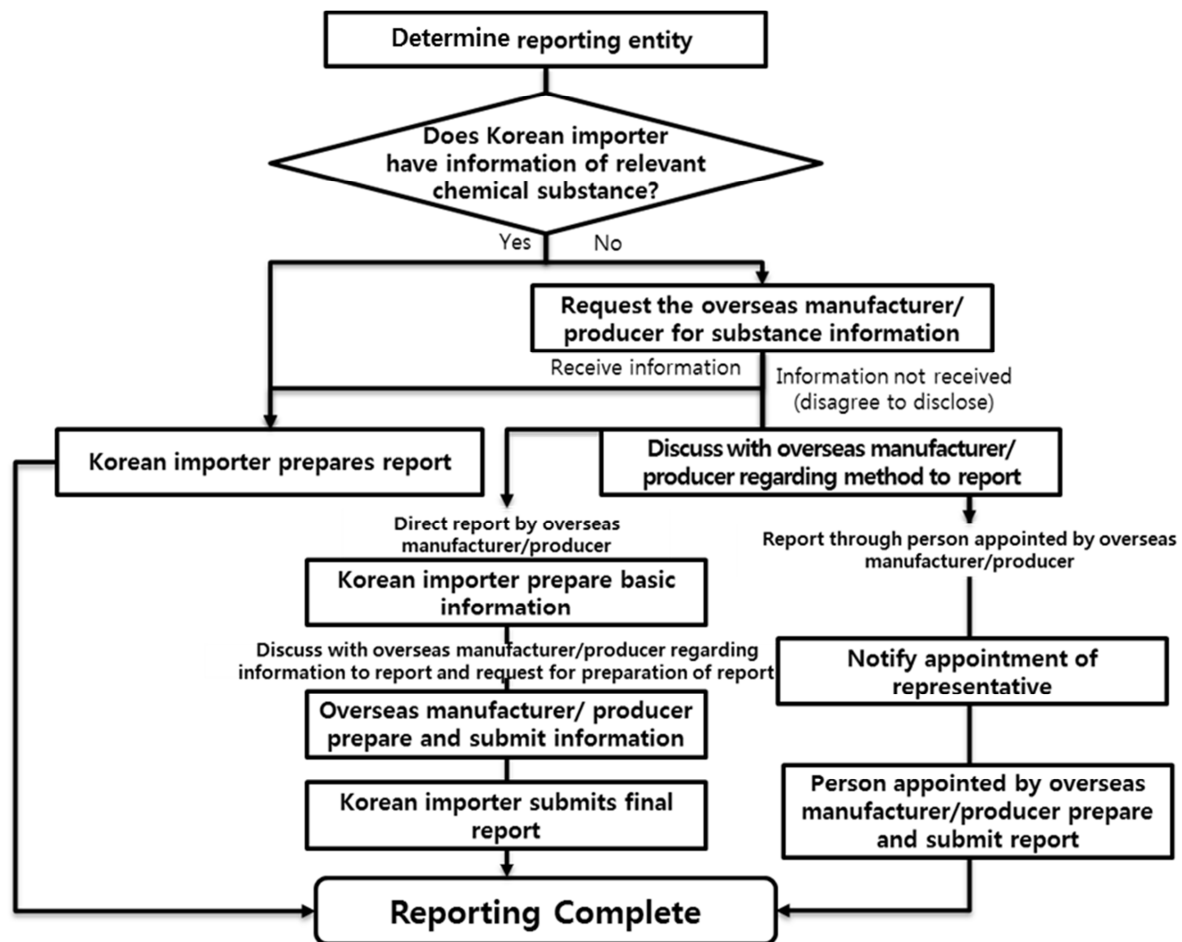 Determine reporting entity
Does Korean importer
have information of relevant
chemical substance?
Yes
No
Request the overseas manufacturer/
producer for substance information
Receive information
Information not received
(disagree to disclose)
Korean importer prepares report
Discuss with overseas manufacturer/
producer regarding method to report
Direct report by overseas
manufacturer/producer
Report through person appointed by overseas
manufacturer/producer
Korean importer prepare basic
information
Discuss with overseas manufacturer/producer regarding
information to report and request for preparation of report
Notify appointment of
representative
Overseas manufacturer/ producer
prepare and submit information
Person appointed by overseas
manufacturer/producer prepare
and submit report
Korean importer submits final
report
Reporting Complete